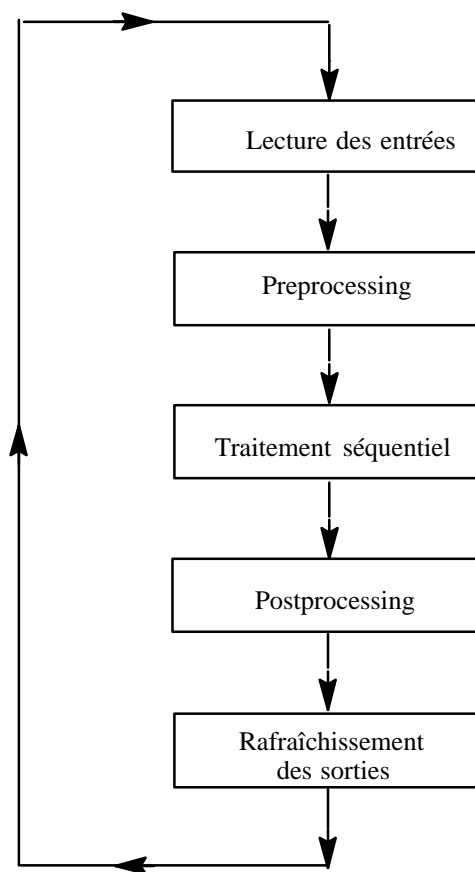 Lecture des entrées
Preprocessing
Traitement séquentiel
Postprocessing
Rafraîchissement
des sorties